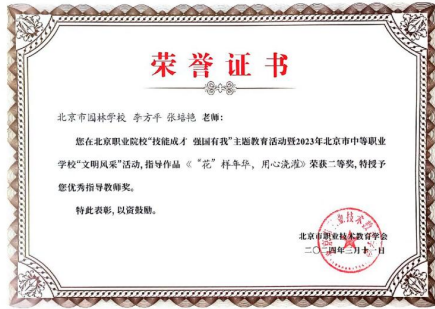 荣誉证书
北京市园林学校 李方平 张培艳 老师:
您在北京职业院校“技能成才 强国有我”主题教育活动暨2023年北京市中等职业
学校“文明风采”活动,指导作品《“花”样年华,用心浇灌》荣获二等奖,特授予
您优秀指导教师奖。
特此表彰,以资鼓励。
北京市职业技术教育学会
二〇二四年三月十一日